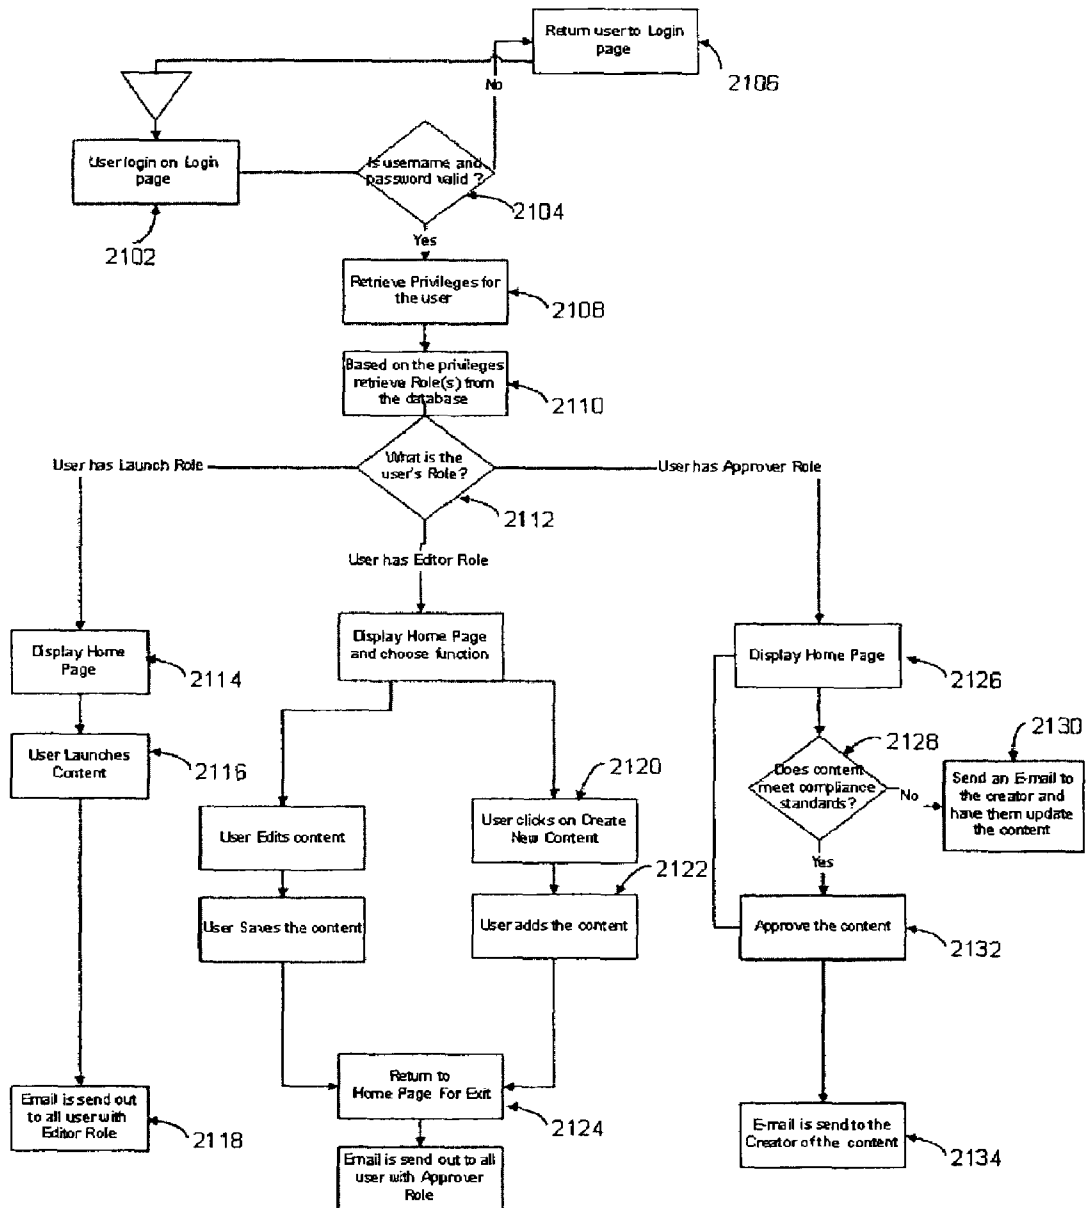 Return user to Login
page
2106
No
User login on Login
page
2102
Is username and
password valid ?
2104
Yes
Retrieve Privileges for
the user
2108
Based on the privileges
retrieve Role(s) from
the database
2110
What is the
user's Role?
2112
User has Launch Role
User has Editor Role
User has Approver Role
Display Home
Page
2114
User Launches
Content
2116
Email is send out
to all user with
Editor Role
2118
Display Home Page
and choose function
User Edits content
User Saves the content
2120
User clicks on Create
New Content
2122
User adds the content
Return to
Home Page For Exit
2124
Email is send out to all
user with Approver
Role
Display Home Page
2126
2128
Does content
meet compliance
standards?
No
2130
Send an E-mail to
the creator and
have them update
the content
Yes
Approve the content
2132
E-mail is send to the
Creator of the content
2134